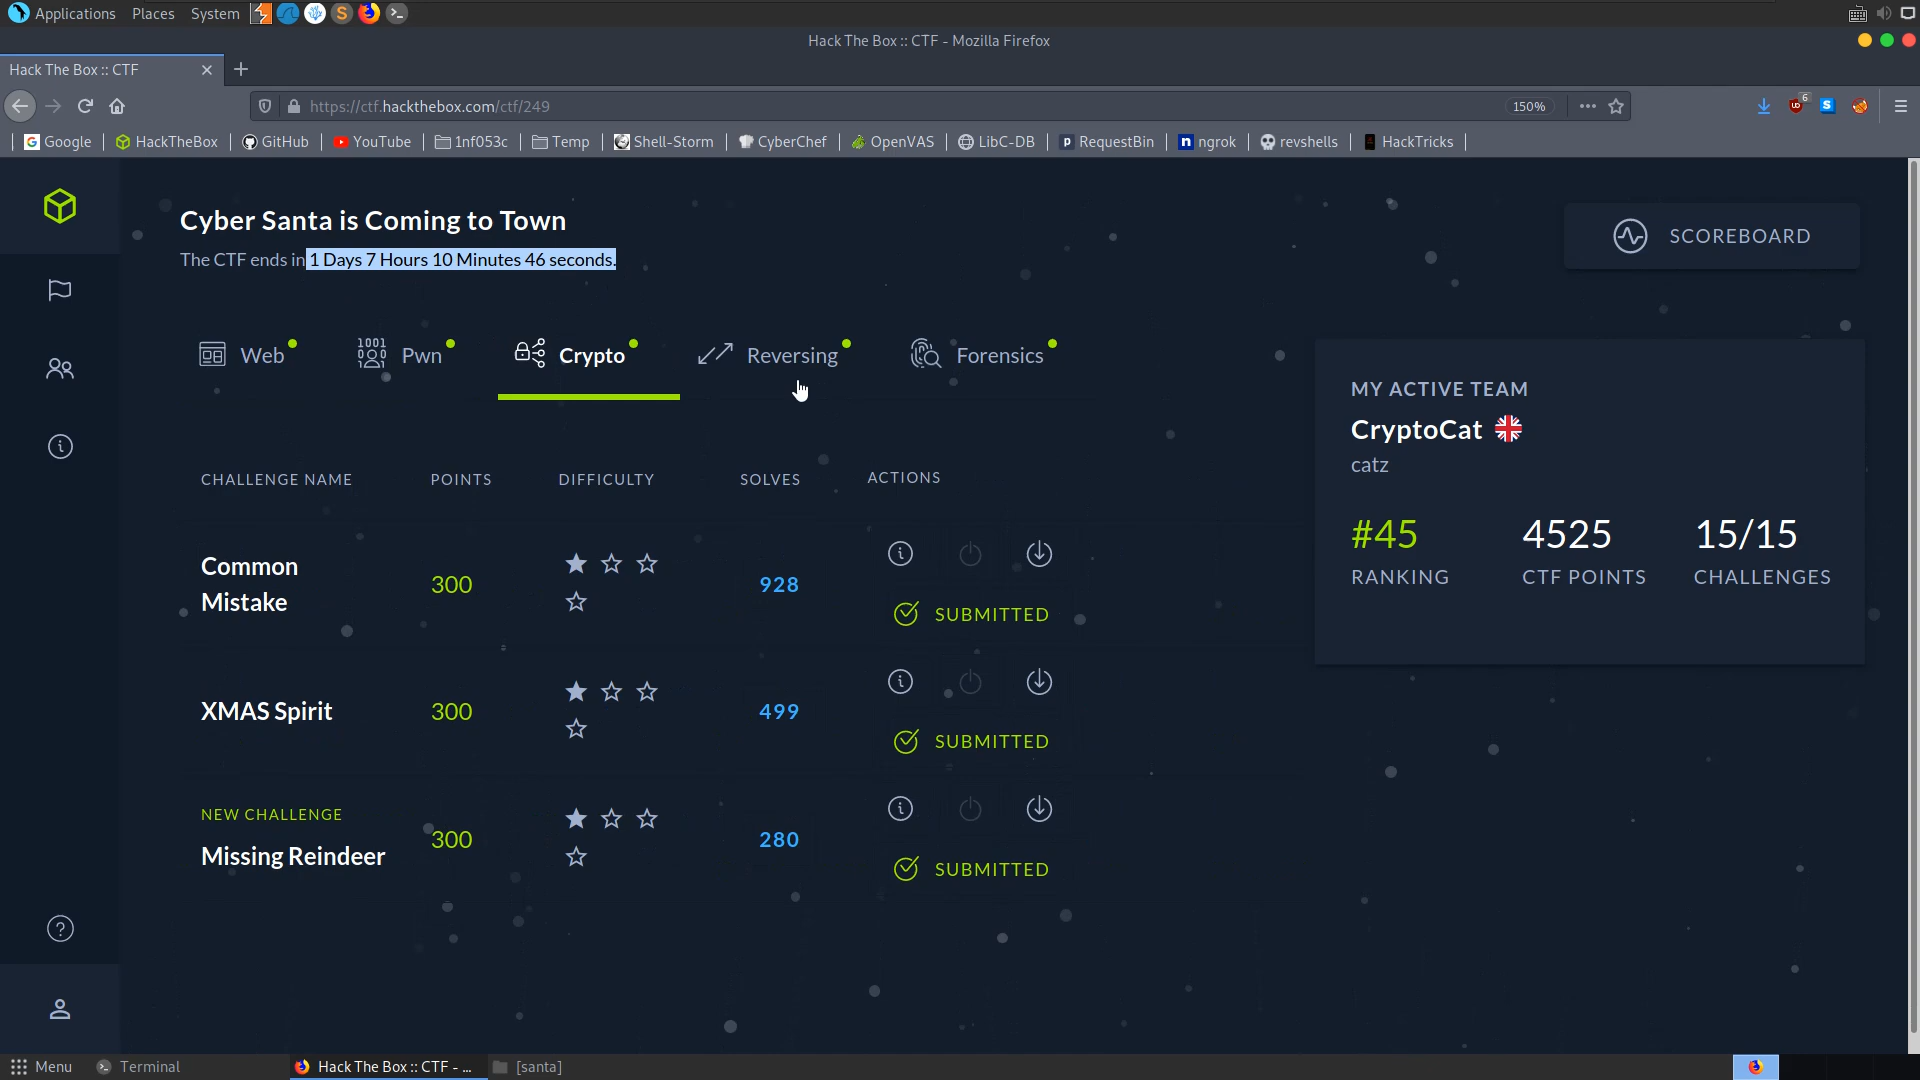 Applications Places System
Hack The Box :: CTF - Mozilla Firefox
Hack The Box :: CTF
https://ctf.hackthebox.com/ctf/249
150%
6
Google HackTheBox GitHub YouTube 1nf053c Temp Shell-Storm CyberChef OpenVAS LibC-DB RequestBin ngrok revshells HackTricks
Cyber Santa is Coming to Town
The CTF ends in 1 Days 7 Hours 10 Minutes 46 seconds.
SCOREBOARD
Web Pwn Crypto Reversing Forensics
MY ACTIVE TEAM
CryptoCat
catz
#45 4525 15/15
RANKING CTF POINTS CHALLENGES
CHALLENGE NAME POINTS DIFFICULTY SOLVES ACTIONS
Common
Mistake
300 928
SUBMITTED
XMAS Spirit 300 499
SUBMITTED
NEW CHALLENGE
Missing Reindeer
300 280
SUBMITTED
Menu Terminal Hack The Box :: CTF - ... [santa]